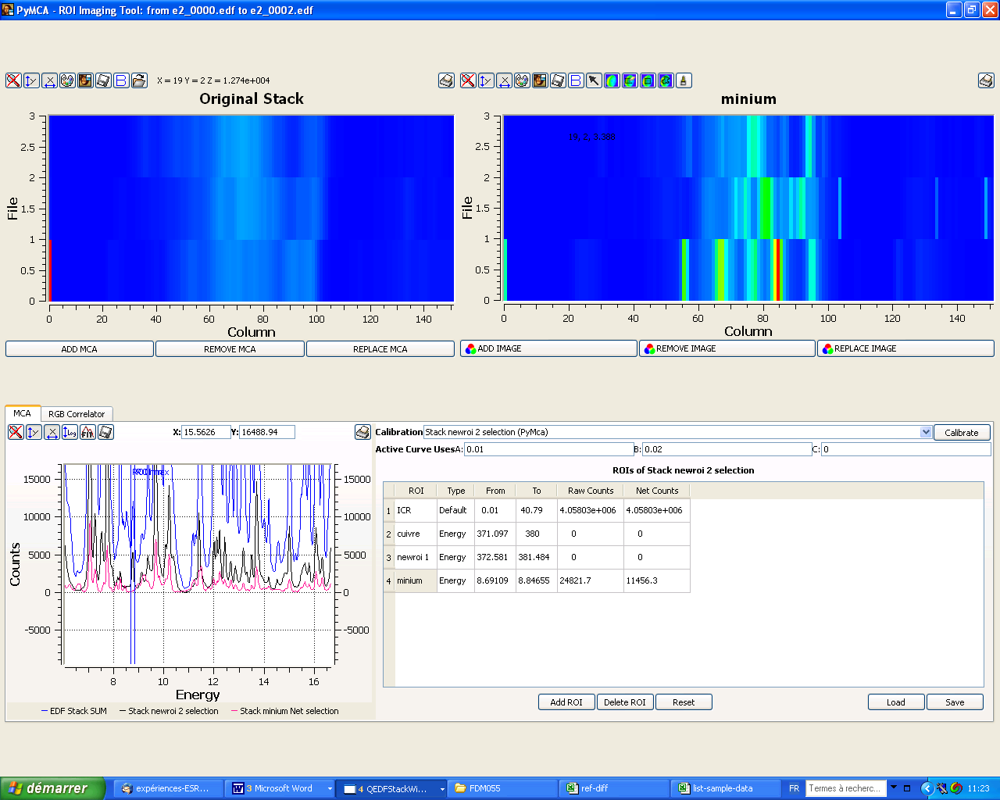 PyMCA - ROI Imaging Tool: from e2_0000.edf to e2_0002.edf
X = 19 Y = 2 Z = 1.274e+004
Original Stack
3
2.5
2
1.5
1
0.5
0
File
0 20 40 60 80 100 120 140
Column
ADD MCA REMOVE MCA REPLACE MCA
minium
19, 2, 3.388
3
2.5
2
1.5
1
0.5
0
File
0 20 40 60 80 100 120 140
Column
ADD IMAGE REMOVE IMAGE REPLACE IMAGE
MCA RGB Correlator
X: 15.5626 Y: 16488.94
15000 15000
10000 10000
5000 5000
0 0
-5000 -5000
Counts
8 10 12 14 16
Energy
EDF Stack SUM Stack newroi 2 selection Stack minium Net selection
Calibration Stack newroi 2 selection (PyMca) Calibrate
Active Curve Uses A: 0.01 B: 0.02 C: 0
ROIs of Stack newroi 2 selection
ROI Type From To Raw Counts Net Counts
1 ICR Default 0.01 40.79 4.05803e+006 4.05803e+006
2 cuivre Energy 371.097 380 0 0
3 newroi 1 Energy 372.581 381.484 0 0
4 minium Energy 8.69109 8.84655 24821.7 11456.3
Add ROI Delete ROI Reset Load Save
démarrer expériences-ESR... 3 Microsoft Word 4 QEDFStackWi... FDM055 ref-diff list-sample-data FR Termes à recherc... 11:23